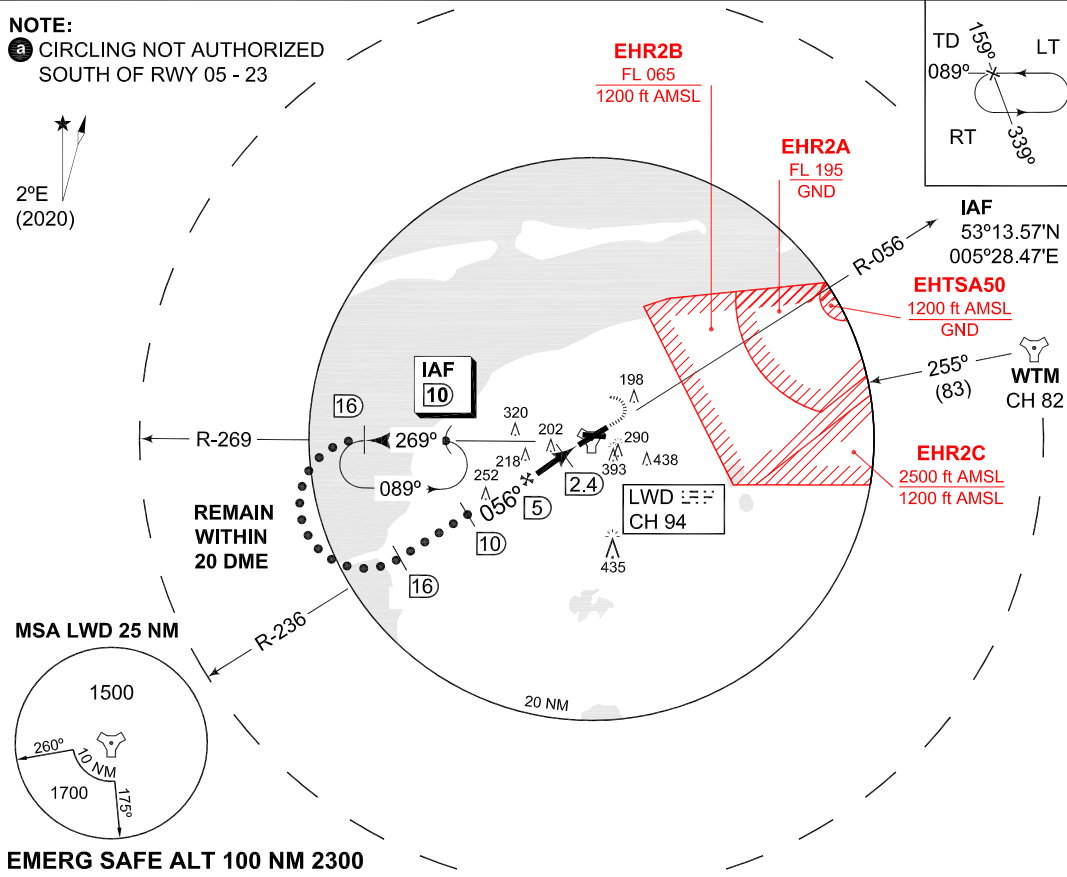 NOTE:
a CIRCLING NOT AUTHORIZED
SOUTH OF RWY 05 - 23
2ºE
(2020)
EHR2B
FL 065
1200 ft AMSL
EHR2A
FL 195
GND
TD
159º
LT
089º
RT
339º
IAF
53º13.57'N
005º28.47'E
R-056
EHTSA50
1200 ft AMSL
GND
255º
(83)
WTM
CH 82
IAF
10
16
R-269
269º
089º
320
202
198
218
252
290
393
438
056º
5
2.4
10
16
LWD
CH 94
435
EHR2C
2500 ft AMSL
1200 ft AMSL
REMAIN
WITHIN
20 DME
R-236
20 NM
MSA LWD 25 NM
1500
260º
10 NM
1700
175º
EMERG SAFE ALT 100 NM 2300